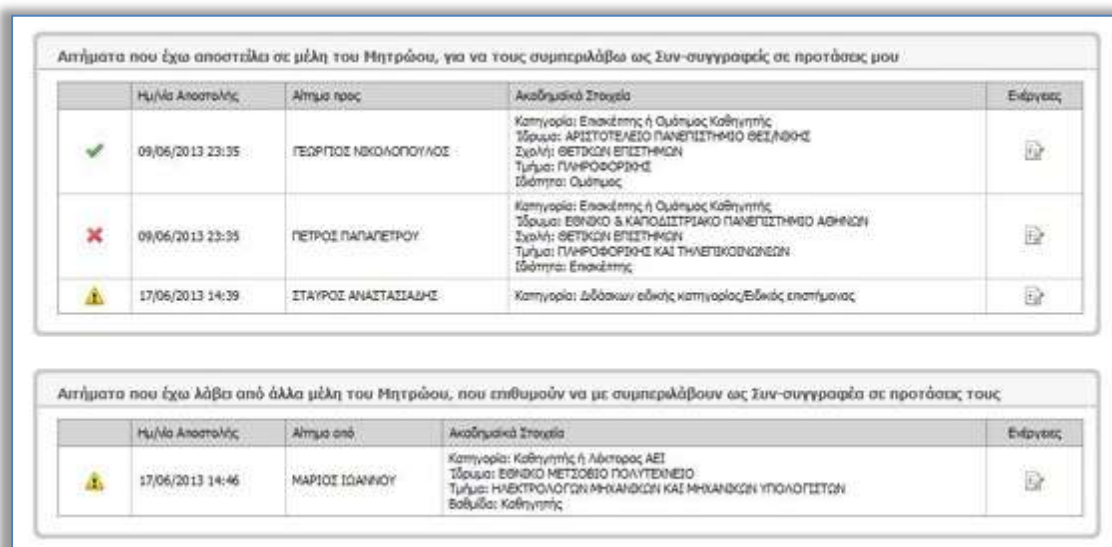 Αιτήματα που έχω αποστείλει σε μέλη του Μητρώου, για να τους συμπεριλάβω ως Συν-συγγραφείς σε προτάσεις μου
Ημ/νία Αποστολής Αίτημα προς Ακαδημαϊκά Στοιχεία Ενέργειες
09/06/2013 23:35 ΓΕΩΡΓΙΟΣ ΝΙΚΟΛΟΠΟΥΛΟΣ
Κατηγορία: Επισκέπτης ή Ομότιμος Καθηγητής
Ίδρυμα: ΑΡΙΣΤΟΤΕΛΕΙΟ ΠΑΝΕΠΙΣΤΗΜΙΟ ΘΕΣ/ΝΙΚΗΣ
Σχολή: ΘΕΤΙΚΩΝ ΕΠΙΣΤΗΜΩΝ
Τμήμα: ΠΛΗΡΟΦΟΡΙΚΗΣ
Ιδιότητα: Ομότιμος
09/06/2013 23:35 ΠΕΤΡΟΣ ΠΑΠΑΠΕΤΡΟΥ
Κατηγορία: Επισκέπτης ή Ομότιμος Καθηγητής
Ίδρυμα: ΕΘΝΙΚΟ & ΚΑΠΟΔΙΣΤΡΙΑΚΟ ΠΑΝΕΠΙΣΤΗΜΙΟ ΑΘΗΝΩΝ
Σχολή: ΘΕΤΙΚΩΝ ΕΠΙΣΤΗΜΩΝ
Τμήμα: ΠΛΗΡΟΦΟΡΙΚΗΣ ΚΑΙ ΤΗΛΕΠΙΚΟΙΝΩΝΙΩΝ
Ιδιότητα: Επισκέπτης
17/06/2013 14:39 ΣΤΑΥΡΟΣ ΑΝΑΣΤΑΣΙΑΔΗΣ Κατηγορία: Διδάσκων ειδικής κατηγορίας/Ειδικός επιστήμονας
Αιτήματα που έχω λάβει από άλλα μέλη του Μητρώου, που επιθυμούν να με συμπεριλάβουν ως Συν-συγγραφέα σε προτάσεις τους
Ημ/νία Αποστολής Αίτημα από Ακαδημαϊκά Στοιχεία Ενέργειες
17/06/2013 14:46 ΜΑΡΙΟΣ ΙΩΑΝΝΟΥ
Κατηγορία: Καθηγητής ή Λέκτορας ΑΕΙ
Ίδρυμα: ΕΘΝΙΚΟ ΜΕΤΣΟΒΙΟ ΠΟΛΥΤΕΧΝΕΙΟ
Τμήμα: ΗΛΕΚΤΡΟΛΟΓΩΝ ΜΗΧΑΝΙΚΩΝ ΚΑΙ ΜΗΧΑΝΙΚΩΝ ΥΠΟΛΟΓΙΣΤΩΝ
Βαθμίδα: Καθηγητής